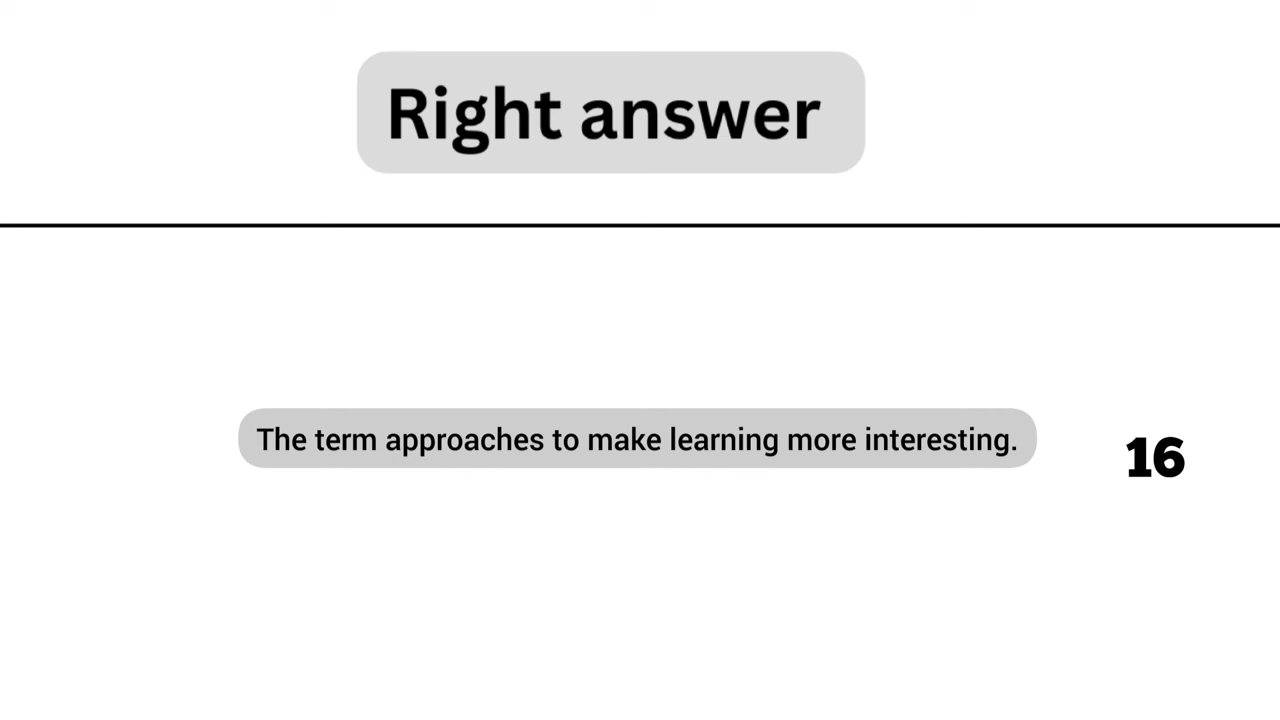 Right answer
The term approaches to make learning more interesting.
16